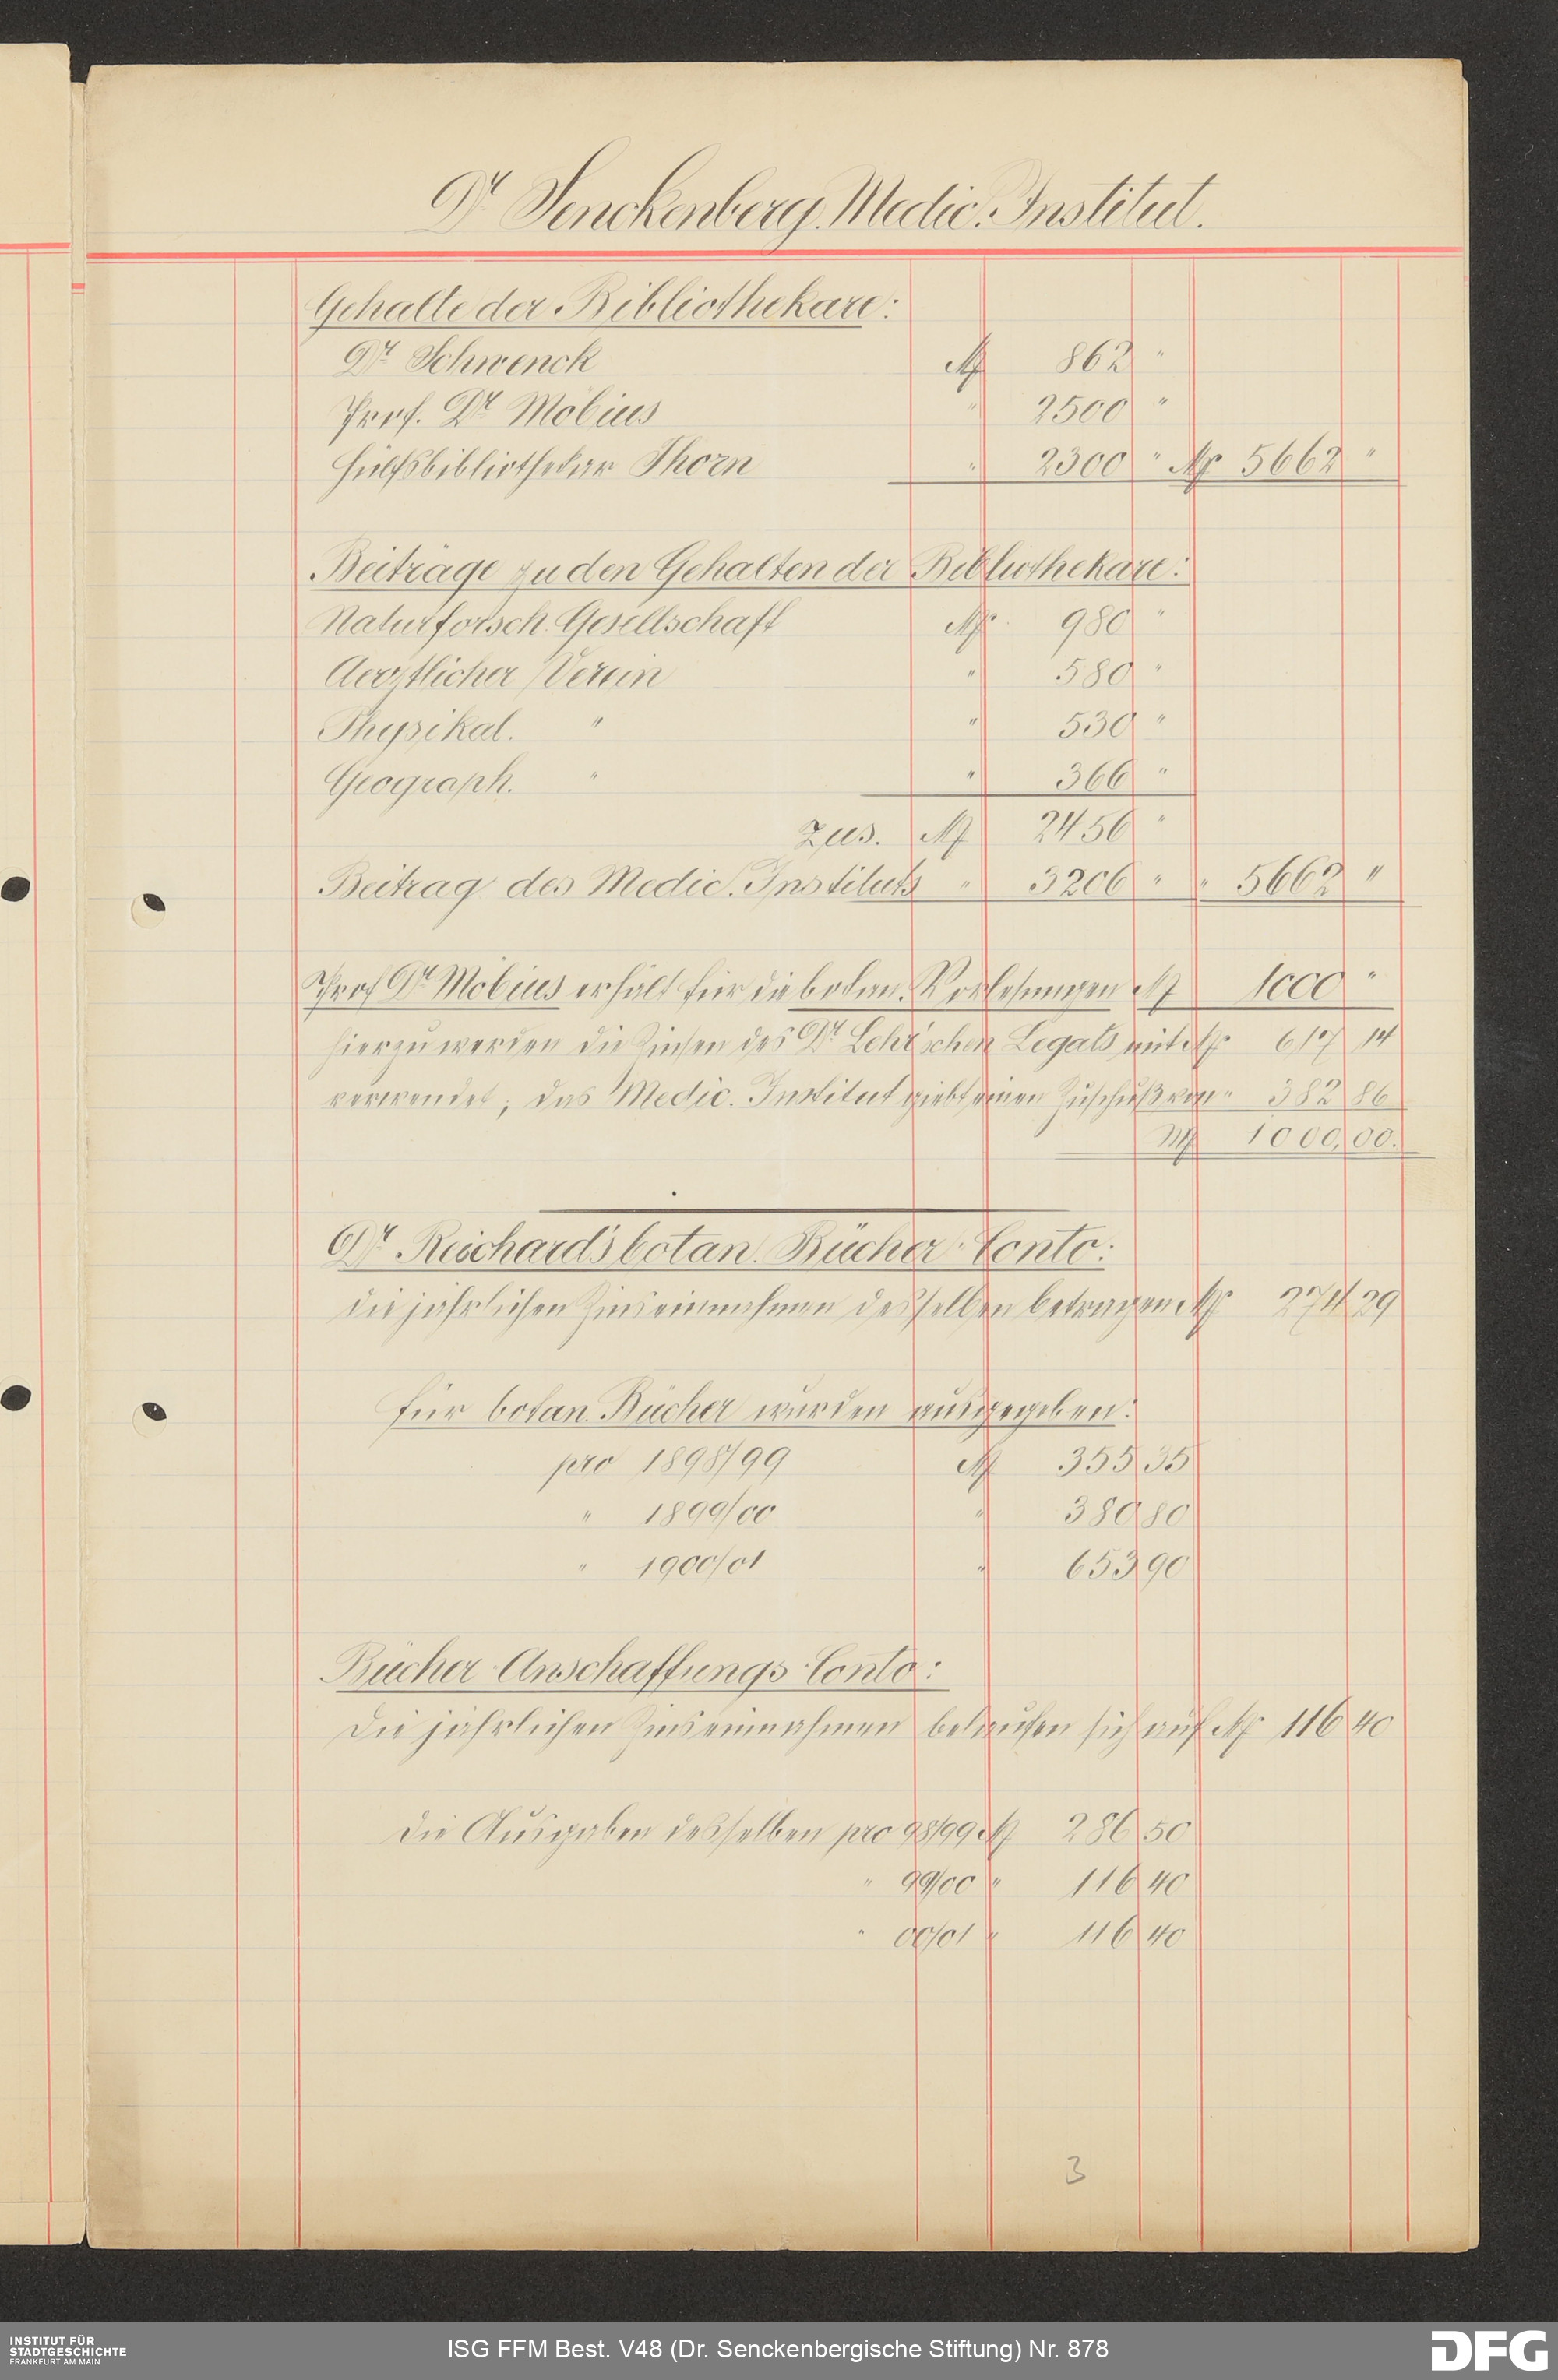 Dr Senckenberg. Medic. Institut.
Gehalte der Bibliothekare:
Dr Schwenck M 862 "
Prof. Dr Möbius " 2500 "
Hülfsbibliothekar Thorn " 2300 " M 5662 "
Beiträge zu den Gehalten der Bibliothekare:
Naturforsch. Gesellschaft M 980 "
Aerztlicher Verein " 580 "
Physikal. " " 530 "
Geograph. " " 366 "
zus. M 2456 "
Beitrag des Medic. Instituts " 3206 " " 5662 "
Prof Dr Möbius erhält für die botan. Vorlesungen M 1000 "
hierzu werden die Zinsen des Dr Lehr'schen Legats mit M 617 14
verwendet; das Medic. Institut giebt einen Zuschuß von " 382 86
M 1000,00.
Dr Reichard's botan. Bücher-Conto:
die jährlichen Zinseinnahmen desselben betragen M 274 29
für botan. Bücher wurden ausgegeben:
pro 1898/99 M 355 35
" 1899/00 " 380 80
" 1900/01 " 653 90
Bücher-Anschaffungs-Conto:
die jährlichen Zinseinnahmen belaufen sich auf M 116 40
die Ausgaben desselben pro 98/99 M 286 50
" 99/00 " 116 40
" 00/01 " 116 40
3
INSTITUT FÜR
STADTGESCHICHTE
FRANKFURT AM MAIN
ISG FFM Best. V48 (Dr. Senckenbergische Stiftung) Nr. 878
DFG